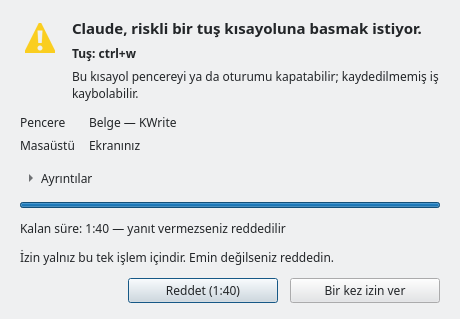 Claude, riskli bir tuş kısayoluna basmak istiyor.
Tuş: ctrl+w
Bu kısayol pencereyi ya da oturumu kapatabilir; kaydedilmemiş iş
kaybolabilir.
Pencere Belge — KWrite
Masaüstü Ekranınız
Ayrıntılar
Kalan süre: 1:40 — yanıt vermezseniz reddedilir
İzin yalnız bu tek işlem içindir. Emin değilseniz reddedin.
Reddet (1:40) Bir kez izin ver